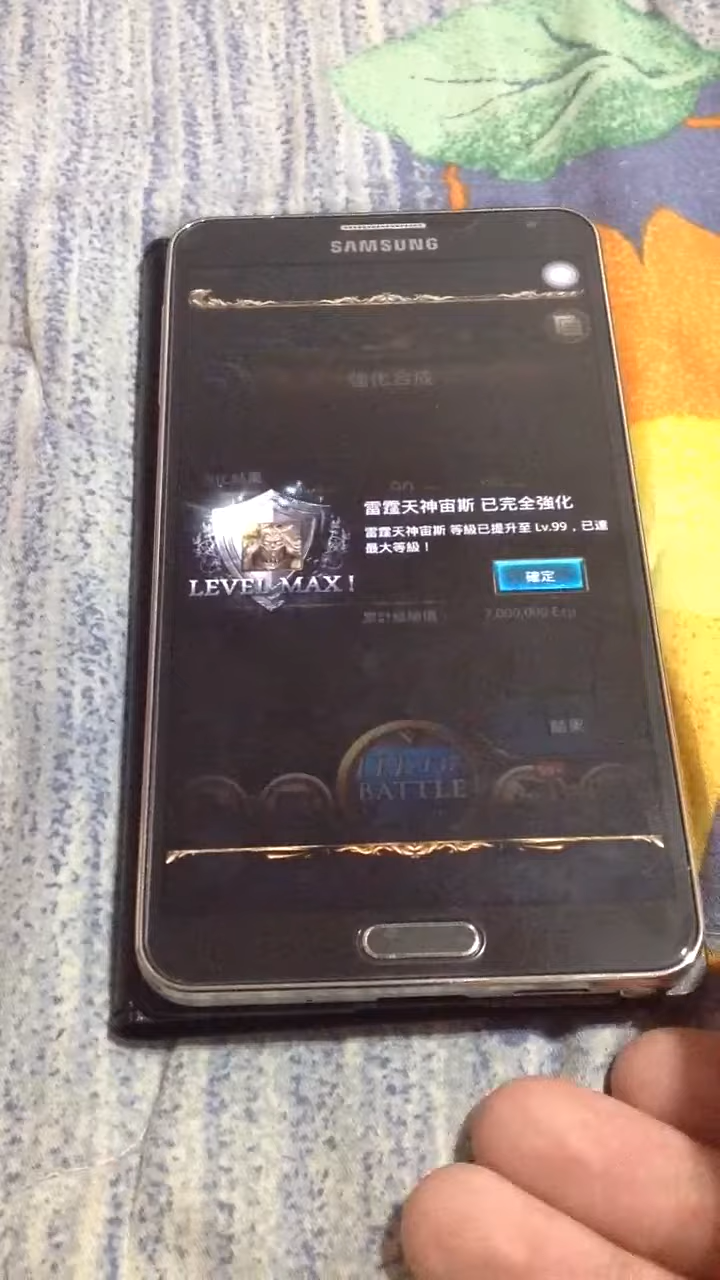 SAMSUNG
強化合成
雷霆天神宙斯 已完全強化
雷霆天神宙斯 等級已提升至 Lv.99，已達
最大等級！
LEVEL MAX！
確定
累計經驗值
7,000,000 Exp
結果
BATTLE